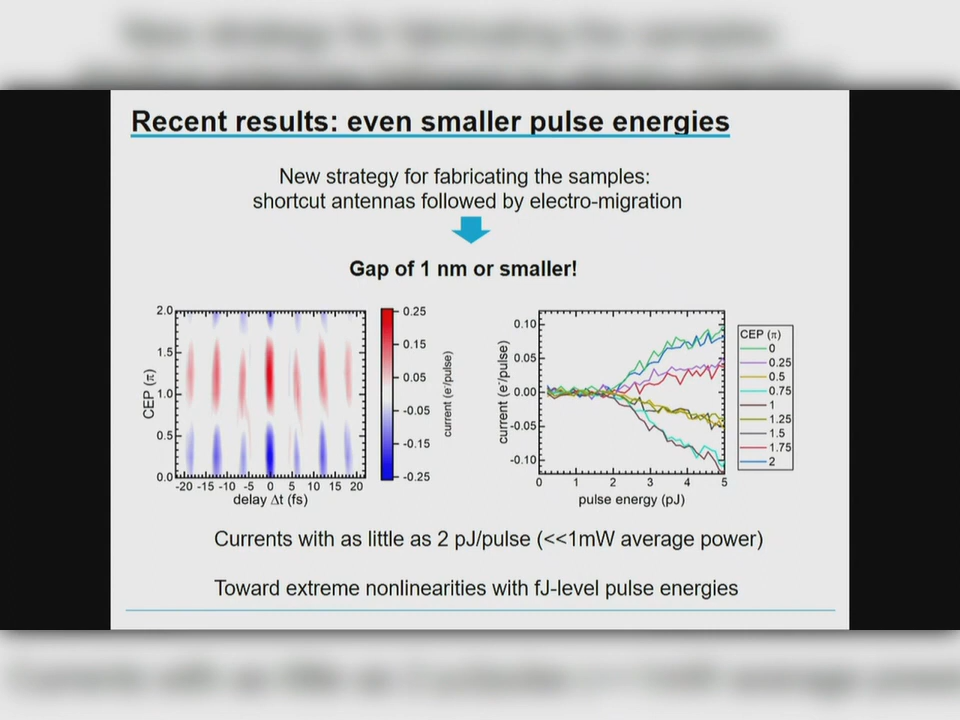 Recent results: even smaller pulse energies
New strategy for fabricating the samples:
shortcut antennas followed by electro-migration
Gap of 1 nm or smaller!
2.0
1.5
1.0
0.5
0.0
CEP (π)
-20 -15 -10 -5 0 5 10 15 20
delay Δt (fs)
0.25
0.15
0.05
-0.05
-0.15
-0.25
current (e⁻/pulse)
0.10
0.05
0.00
-0.05
-0.10
current (e⁻/pulse)
0 1 2 3 4 5
pulse energy (pJ)
CEP (π)
0
0.25
0.5
0.75
1
1.25
1.5
1.75
2
Currents with as little as 2 pJ/pulse (<<1mW average power)
Toward extreme nonlinearities with fJ-level pulse energies